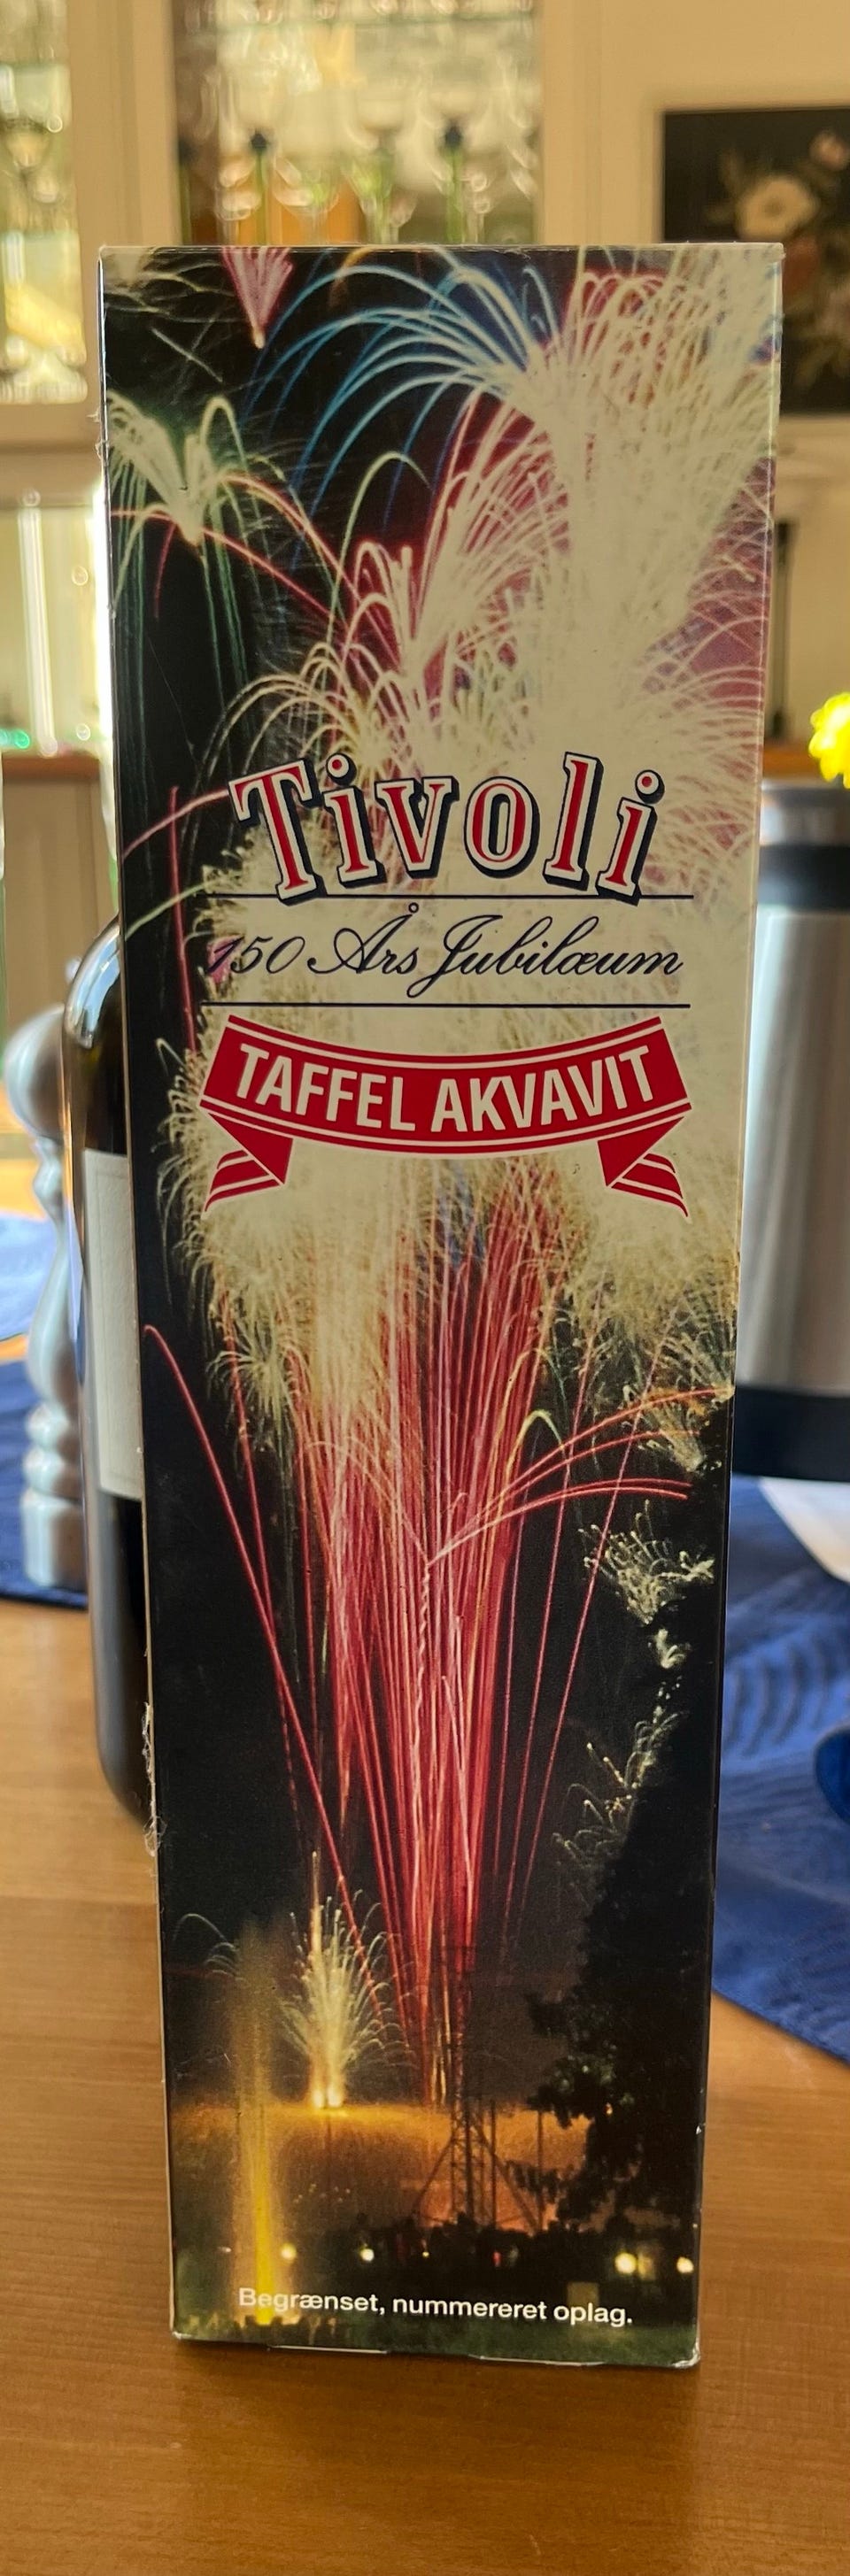 Tivoli
150 Års Jubilæum
TAFFEL AKVAVIT
Begrænset, nummereret oplag.